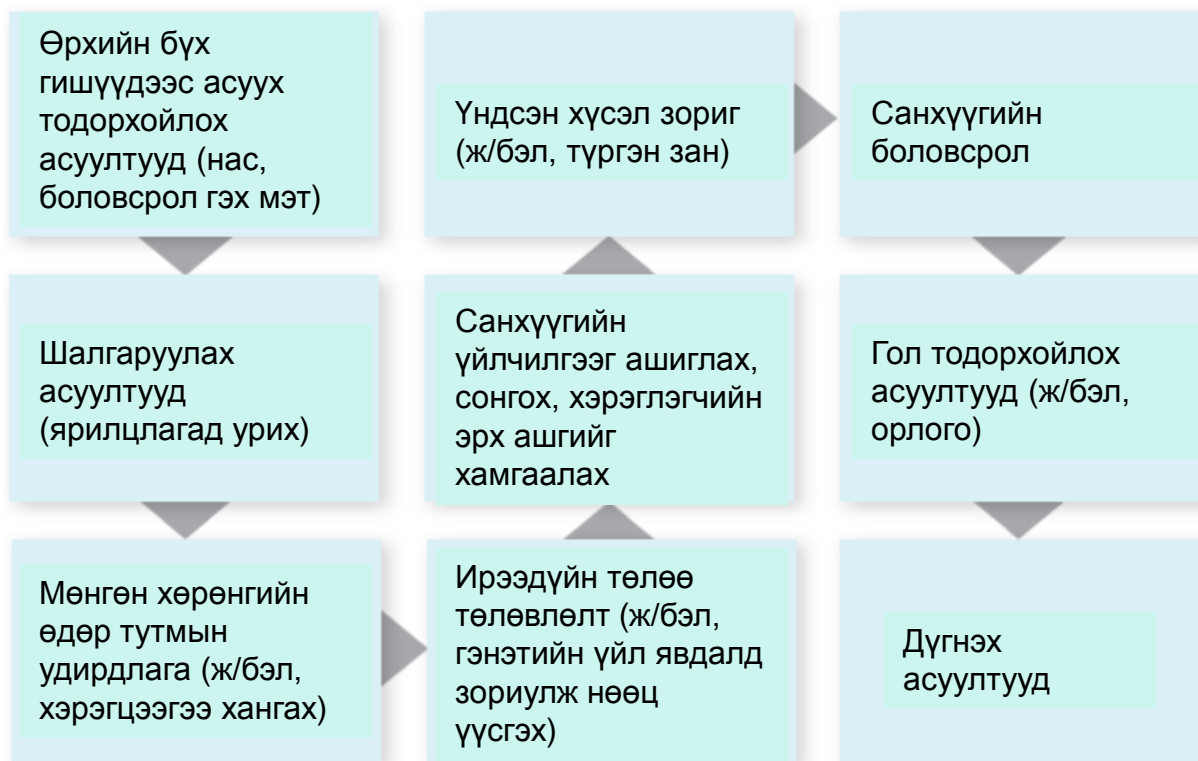 Өрхийн бүх
гишүүдээс асуух
тодорхойлох
асуултууд (нас,
боловсрол гэх мэт)
Шалгаруулах
асуултууд
(ярилцлагад урих)
Мөнгөн хөрөнгийн
өдөр тутмын
удирдлага (ж/бэл,
хэрэгцээгээ хангах)
Ирээдүйн төлөө
төлөвлөлт (ж/бэл,
гэнэтийн үйл явдалд
зориулж нөөц
үүсгэх)
Санхүүгийн
үйлчилгээг ашиглах,
сонгох, хэрэглэгчийн
эрх ашгийг
хамгаалах
Үндсэн хүсэл зориг
(ж/бэл, түргэн зан)
Санхүүгийн
боловсрол
Гол тодорхойлох
асуултууд (ж/бэл,
орлого)
Дүгнэх
асуултууд